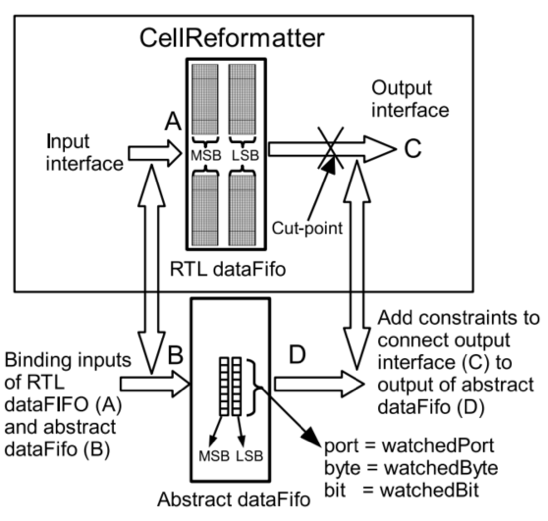 CellReformatter
Output
interface
A
Input
interface
MSB LSB
C
Cut-point
RTL dataFifo
Binding inputs
of RTL
dataFIFO (A)
and abstract
dataFifo (B)
B
D
Add constraints to
connect output
interface (C) to
output of abstract
dataFifo (D)
MSB LSB
port = watchedPort
byte = watchedByte
bit = watchedBit
Abstract dataFifo